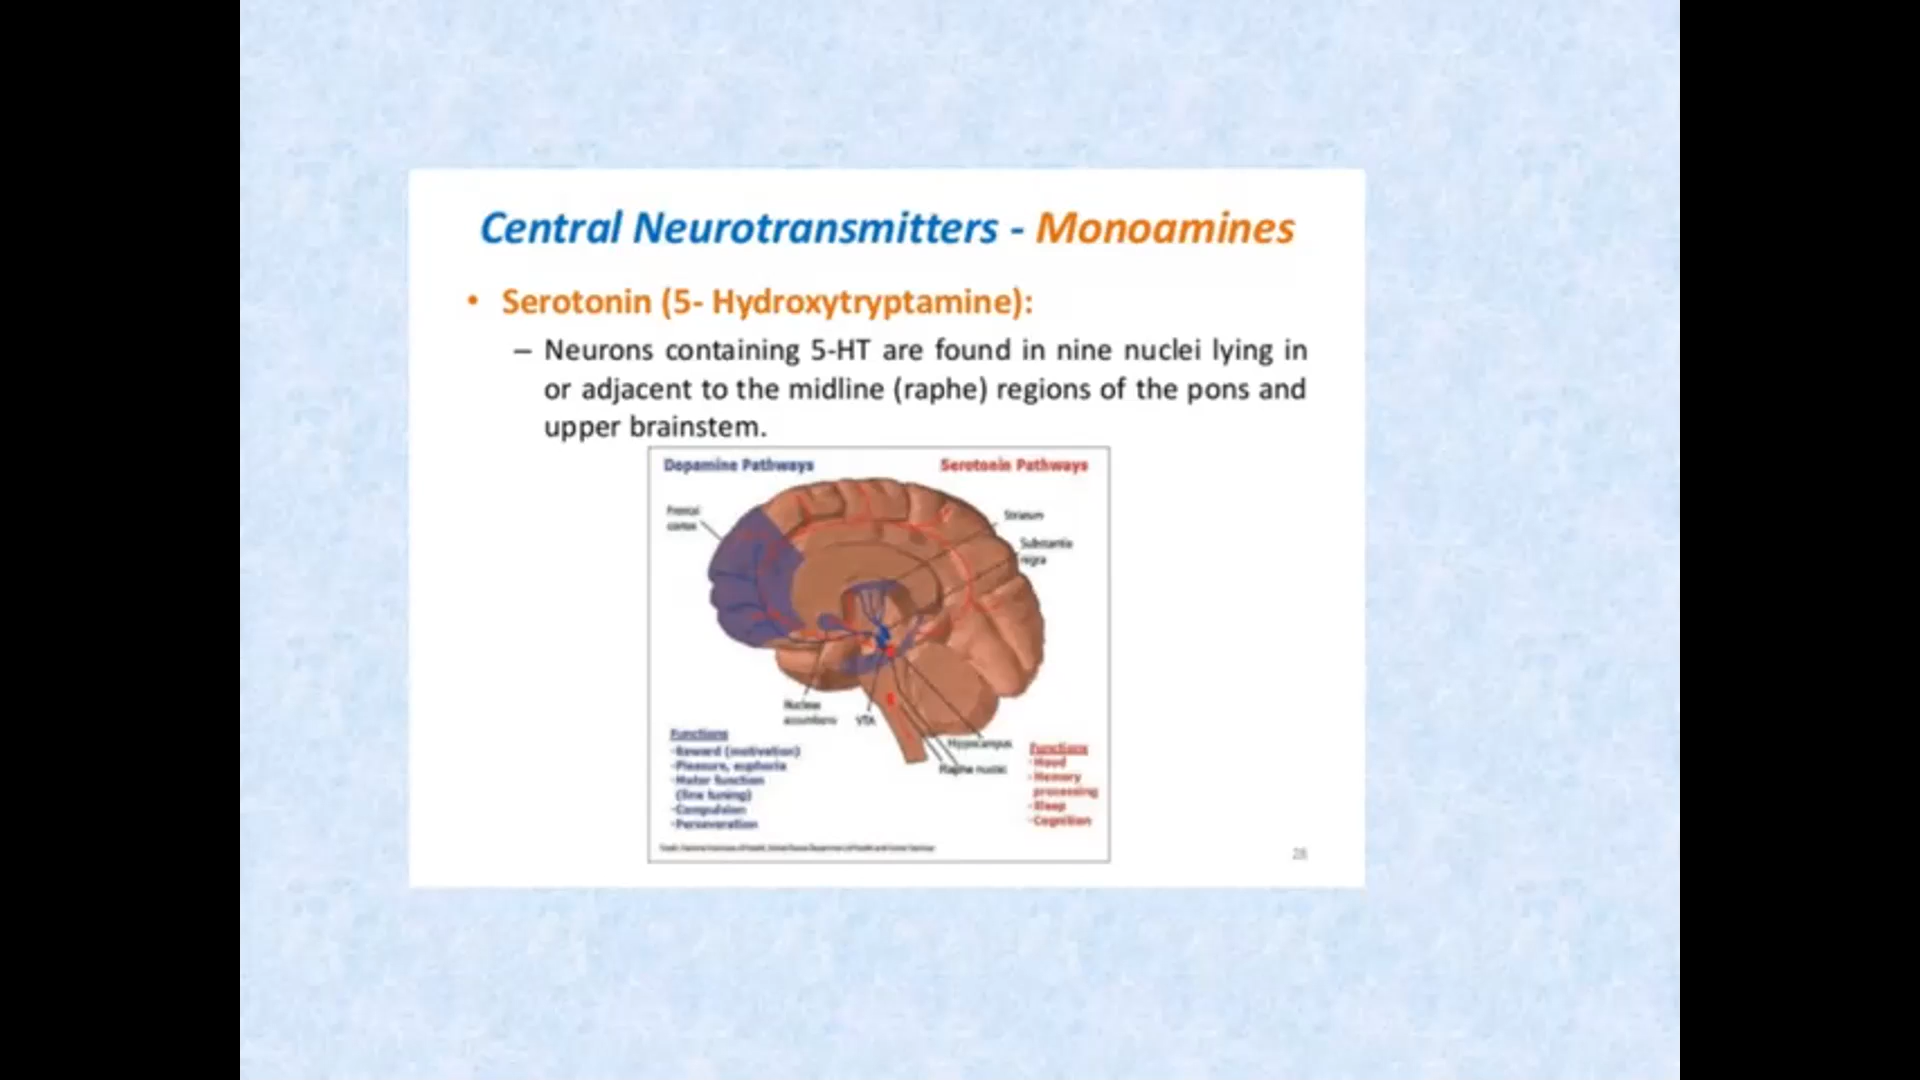 Central Neurotransmitters - Monoamines
• Serotonin (5- Hydroxytryptamine):
– Neurons containing 5-HT are found in nine nuclei lying in
or adjacent to the midline (raphe) regions of the pons and
upper brainstem.
Dopamine Pathways
Serotonin Pathways
Frontal
cortex
Striatum
Substantia
nigra
Nucleus
accumbens
VTA
Hippocampus
Raphe nuclei
Functions
-Reward (motivation)
-Pleasure, euphoria
-Motor function
(fine tuning)
-Compulsion
-Perseveration
Functions
-Mood
-Memory
processing
-Sleep
-Cognition
28